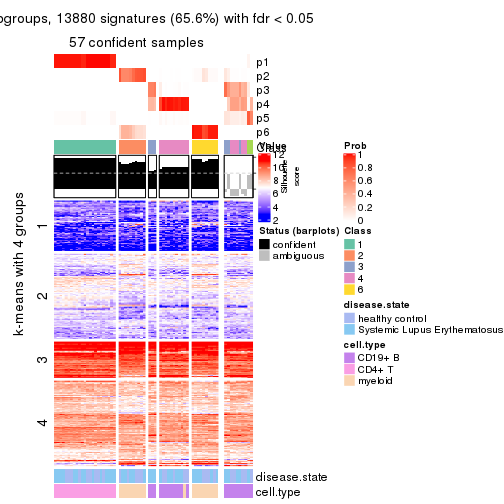 ogroups, 13880 signatures (65.6%) with fdr < 0.05
57 confident samples
p1
p2
p3
p4
p5
p6
Class
Value
12
10
8
6
4
2
Silhouette
score
Prob
1
0.8
0.6
0.4
0.2
0
k-means with 4 groups
1
2
3
4
Status (barplots)
confident
ambiguous
Class
1
2
3
4
6
disease.state
healthy control
Systemic Lupus Erythematosus
cell.type
CD19+ B
CD4+ T
myeloid
disease.state
cell.type